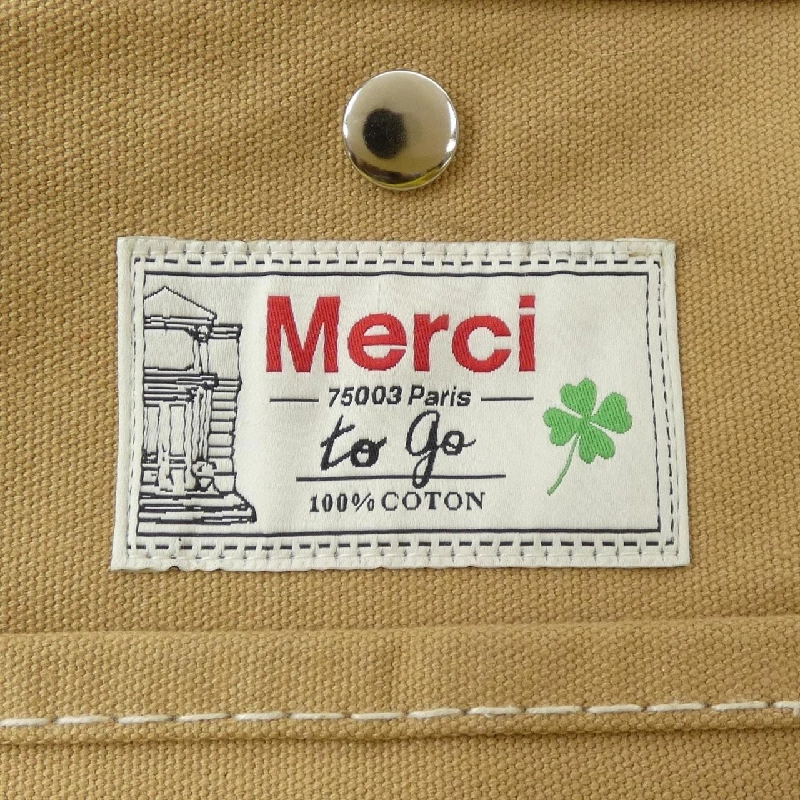 Merci
75003 Paris
to go
100% COTON